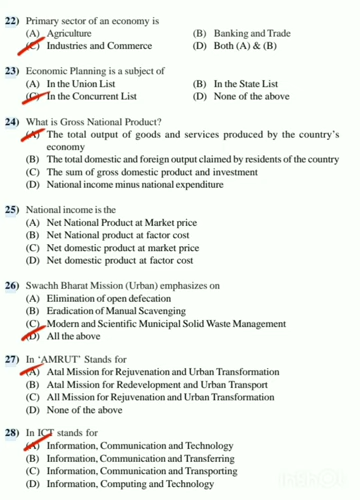 22) Primary sector of an economy is
(A) Agriculture (B) Banking and Trade
(C) Industries and Commerce (D) Both (A) & (B)
23) Economic Planning is a subject of
(A) In the Union List (B) In the State List
(C) In the Concurrent List (D) None of the above
24) What is Gross National Product?
(A) The total output of goods and services produced by the country's
economy
(B) The total domestic and foreign output claimed by residents of the country
(C) The sum of gross domestic product and investment
(D) National income minus national expenditure
25) National income is the
(A) Net National Product at Market price
(B) Net National product at factor cost
(C) Net domestic product at market price
(D) Net domestic product at factor cost
26) Swachh Bharat Mission (Urban) emphasizes on
(A) Elimination of open defecation
(B) Eradication of Manual Scavenging
(C) Modern and Scientific Municipal Solid Waste Management
(D) All the above
27) In 'AMRUT' Stands for
(A) Atal Mission for Rejuvenation and Urban Transformation
(B) Atal Mission for Redevelopment and Urban Transport
(C) All Mission for Rejuvenation and Urban Transformation
(D) None of the above
28) In ICT stands for
(A) Information, Communication and Technology
(B) Information, Communication and Transferring
(C) Information, Communication and Transporting
(D) Information, Computing and Technology